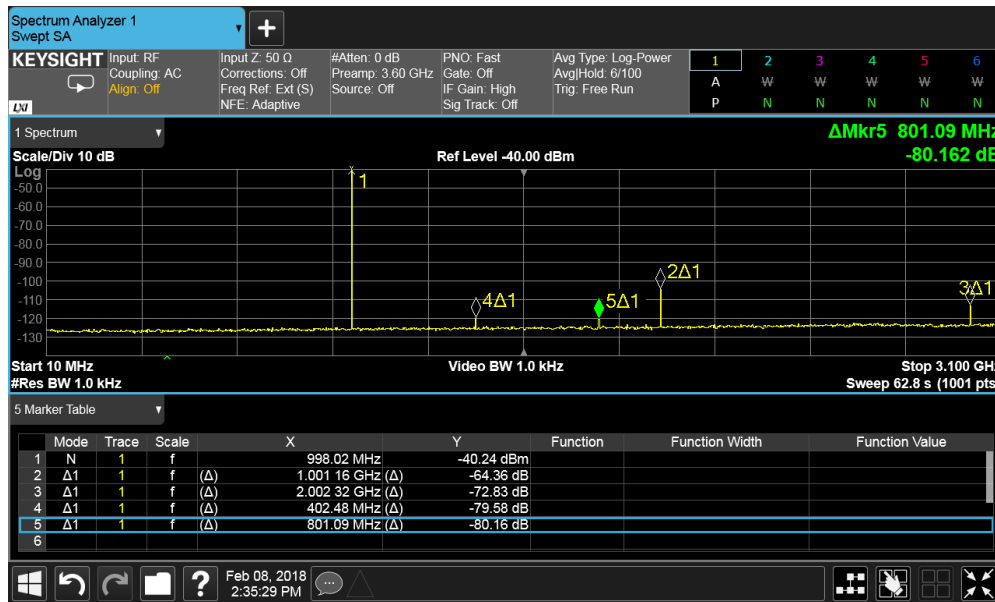 Spectrum Analyzer 1
Swept SA
+
KEYSIGHT
LXI
Input: RF
Coupling: AC
Align: Off
Input Z: 50 Ω
Corrections: Off
Freq Ref: Ext (S)
NFE: Adaptive
#Atten: 0 dB
Preamp: 3.60 GHz
Source: Off
PNO: Fast
Gate: Off
IF Gain: High
Sig Track: Off
Avg Type: Log-Power
Avg|Hold: 6/100
Trig: Free Run
1 2 3 4 5 6
A W W W W W
P N N N N N
1 Spectrum
ΔMkr5 801.09 MHz
Scale/Div 10 dB Ref Level -40.00 dBm -80.162 dB
Log
-50.0
-60.0
-70.0
-80.0
-90.0
-100
-110
-120
-130
1
4Δ1
5Δ1
2Δ1
3Δ1
Start 10 MHz Video BW 1.0 kHz Stop 3.100 GHz
#Res BW 1.0 kHz Sweep 62.8 s (1001 pts
5 Marker Table
Mode Trace Scale X Y Function Function Width Function Value
1 N 1 f 998.02 MHz -40.24 dBm
2 Δ1 1 f (Δ) 1.001 16 GHz (Δ) -64.36 dB
3 Δ1 1 f (Δ) 2.002 32 GHz (Δ) -72.83 dB
4 Δ1 1 f (Δ) 402.48 MHz (Δ) -79.58 dB
5 Δ1 1 f (Δ) 801.09 MHz (Δ) -80.16 dB
6
?
Feb 08, 2018
2:35:29 PM